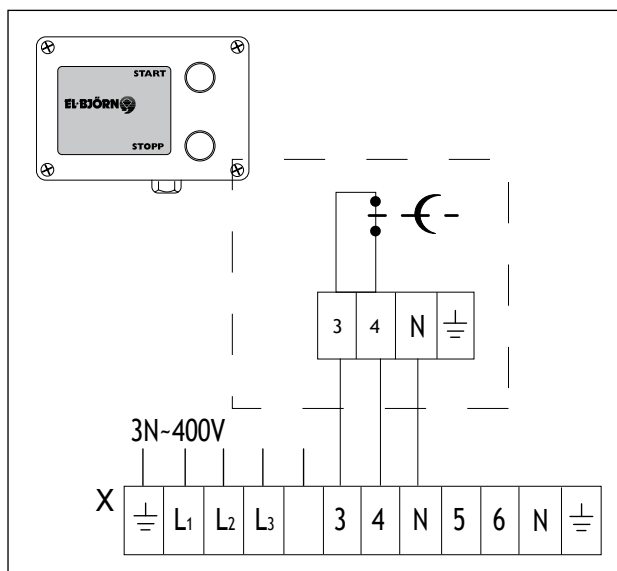 START
EL·BJÖRN
STOPP
3 4 N
3N~400V
X L1 L2 L3 3 4 N 5 6 N